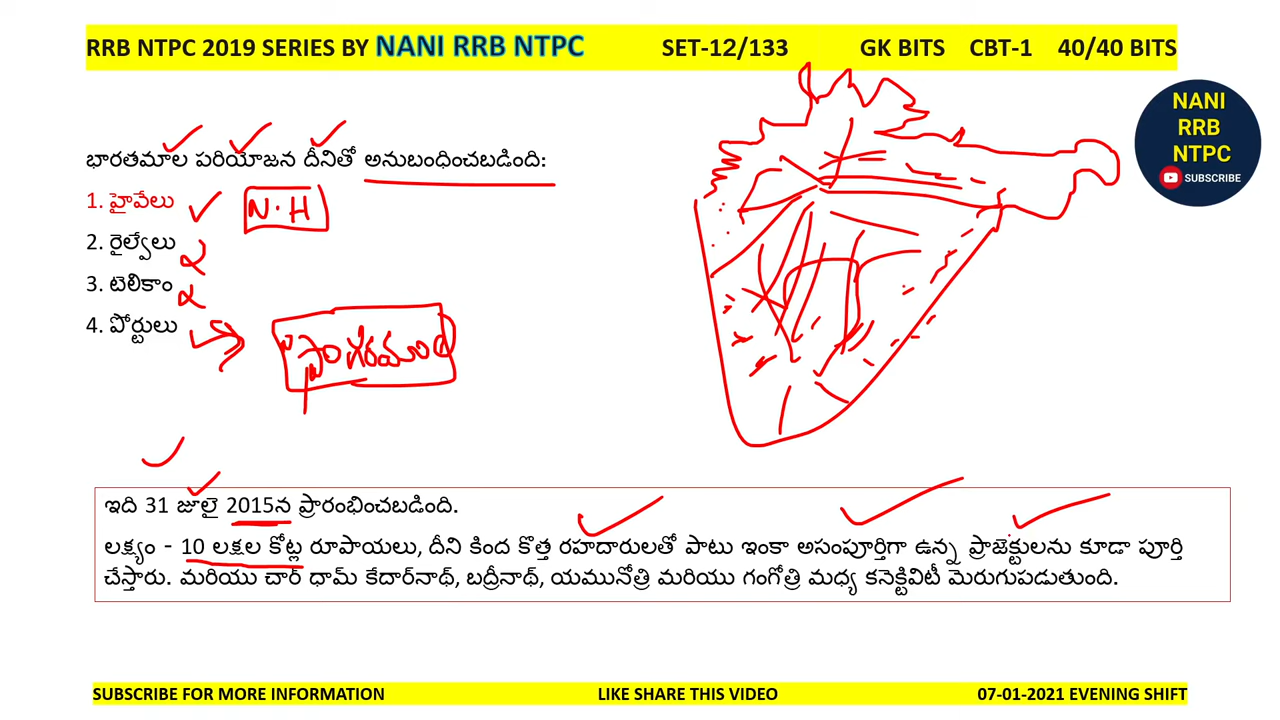 RRB NTPC 2019 SERIES BY NANI RRB NTPC SET-12/133 GK BITS CBT-1 40/40 BITS
NANI
RRB
NTPC
SUBSCRIBE
భారతమాల పరియోజన దీనితో అనుబంధించబడింది:
1. హైవేలు
N.H
2. రైల్వేలు
3. టెలికాం
4. పోర్టులు
ఇది 31 జూలై 2015న ప్రారంభించబడింది.
లక్ష్యం - 10 లక్షల కోట్ల రూపాయలు, దీని కింద కొత్త రహదారులతో పాటు ఇంకా అసంపూర్తిగా ఉన్న ప్రాజెక్టులను కూడా పూర్తి
చేస్తారు. మరియు చార్ ధామ్ కేదార్‌నాథ్, బద్రీనాథ్, యమునోత్రి మరియు గంగోత్రి మధ్య కనెక్టివిటీ మెరుగుపడుతుంది.
SUBSCRIBE FOR MORE INFORMATION LIKE SHARE THIS VIDEO 07-01-2021 EVENING SHIFT